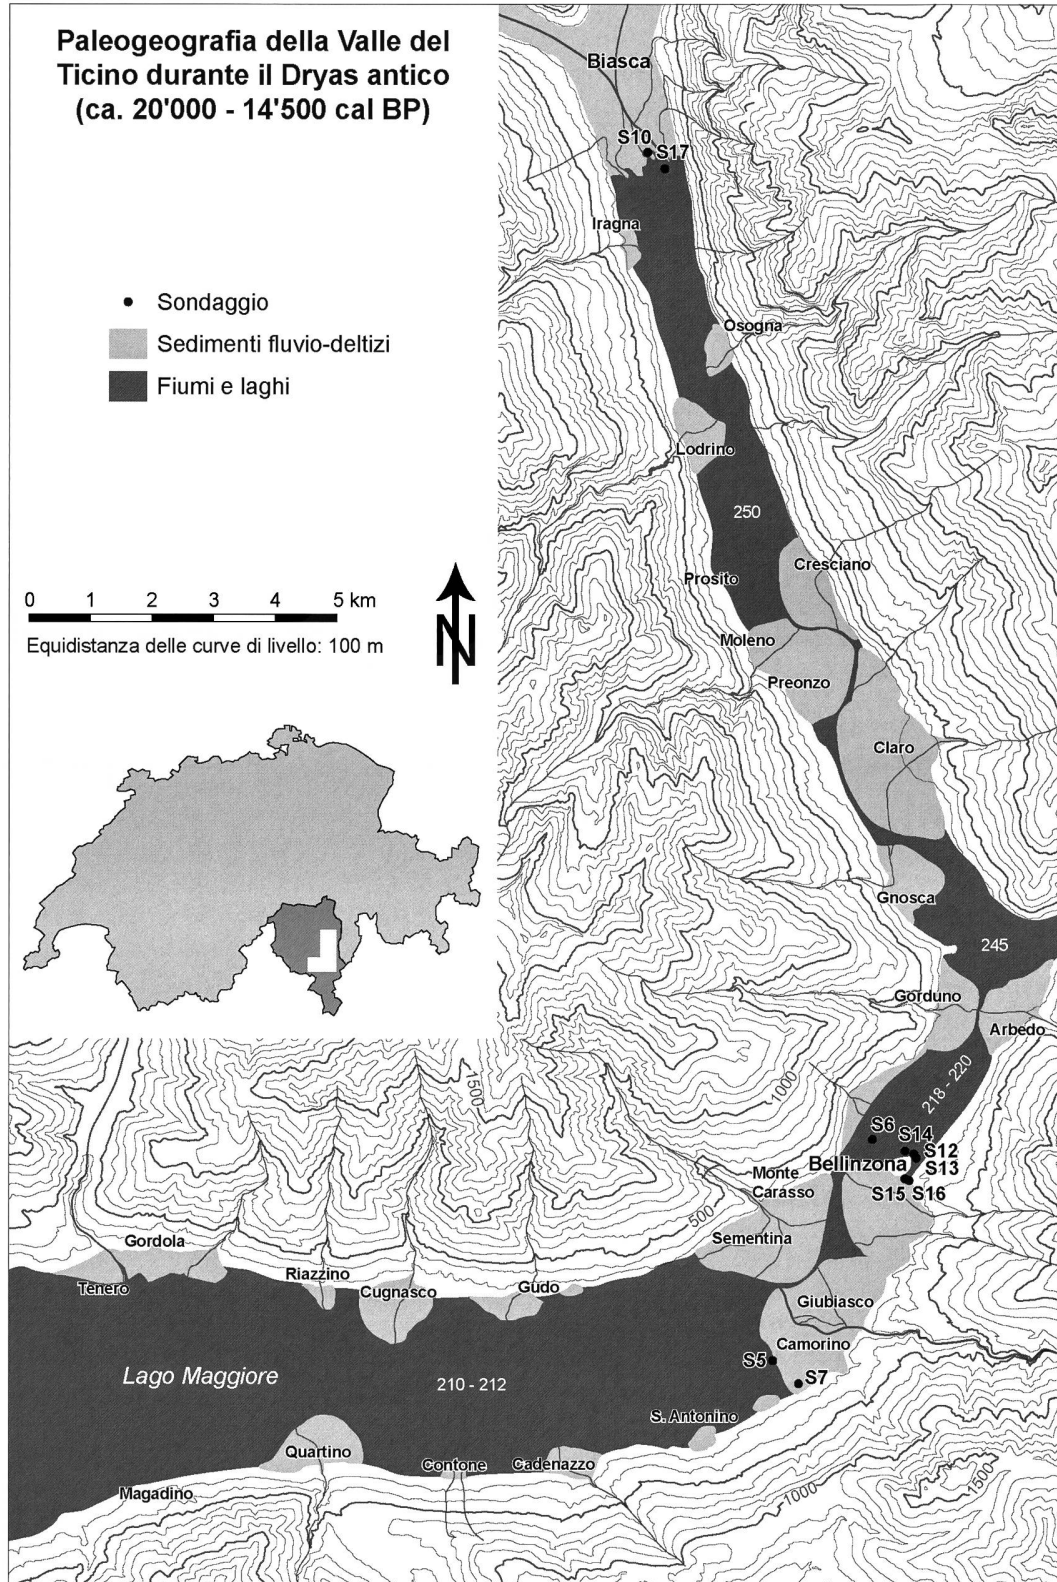 Paleogeografia della Valle del
Ticino durante il Dryas antico
(ca. 20'000 - 14'500 cal BP)
Sondaggio
Sedimenti fluvio-deltizi
Fiumi e laghi
0 1 2 3 4 5 km
Equidistanza delle curve di livello: 100 m
N
Biasca
S10
S17
Iragna
Osogna
Lodrino
250
Cresciano
Prosito
Moleno
Preonzo
Claro
Gnosca
245
Gorduno
Arbedo
218 - 220
1500
1000
S6
S14
S12
Bellinzona
S13
Monte
Carasso
S15
S16
500
Sementina
Gordola
Tenero
Riazzino
Cugnasco
Gudo
Giubiasco
Camorino
S5
S7
Lago Maggiore
210 - 212
S. Antonino
Quartino
Contone
Cadenazzo
Magadino
1000
1500